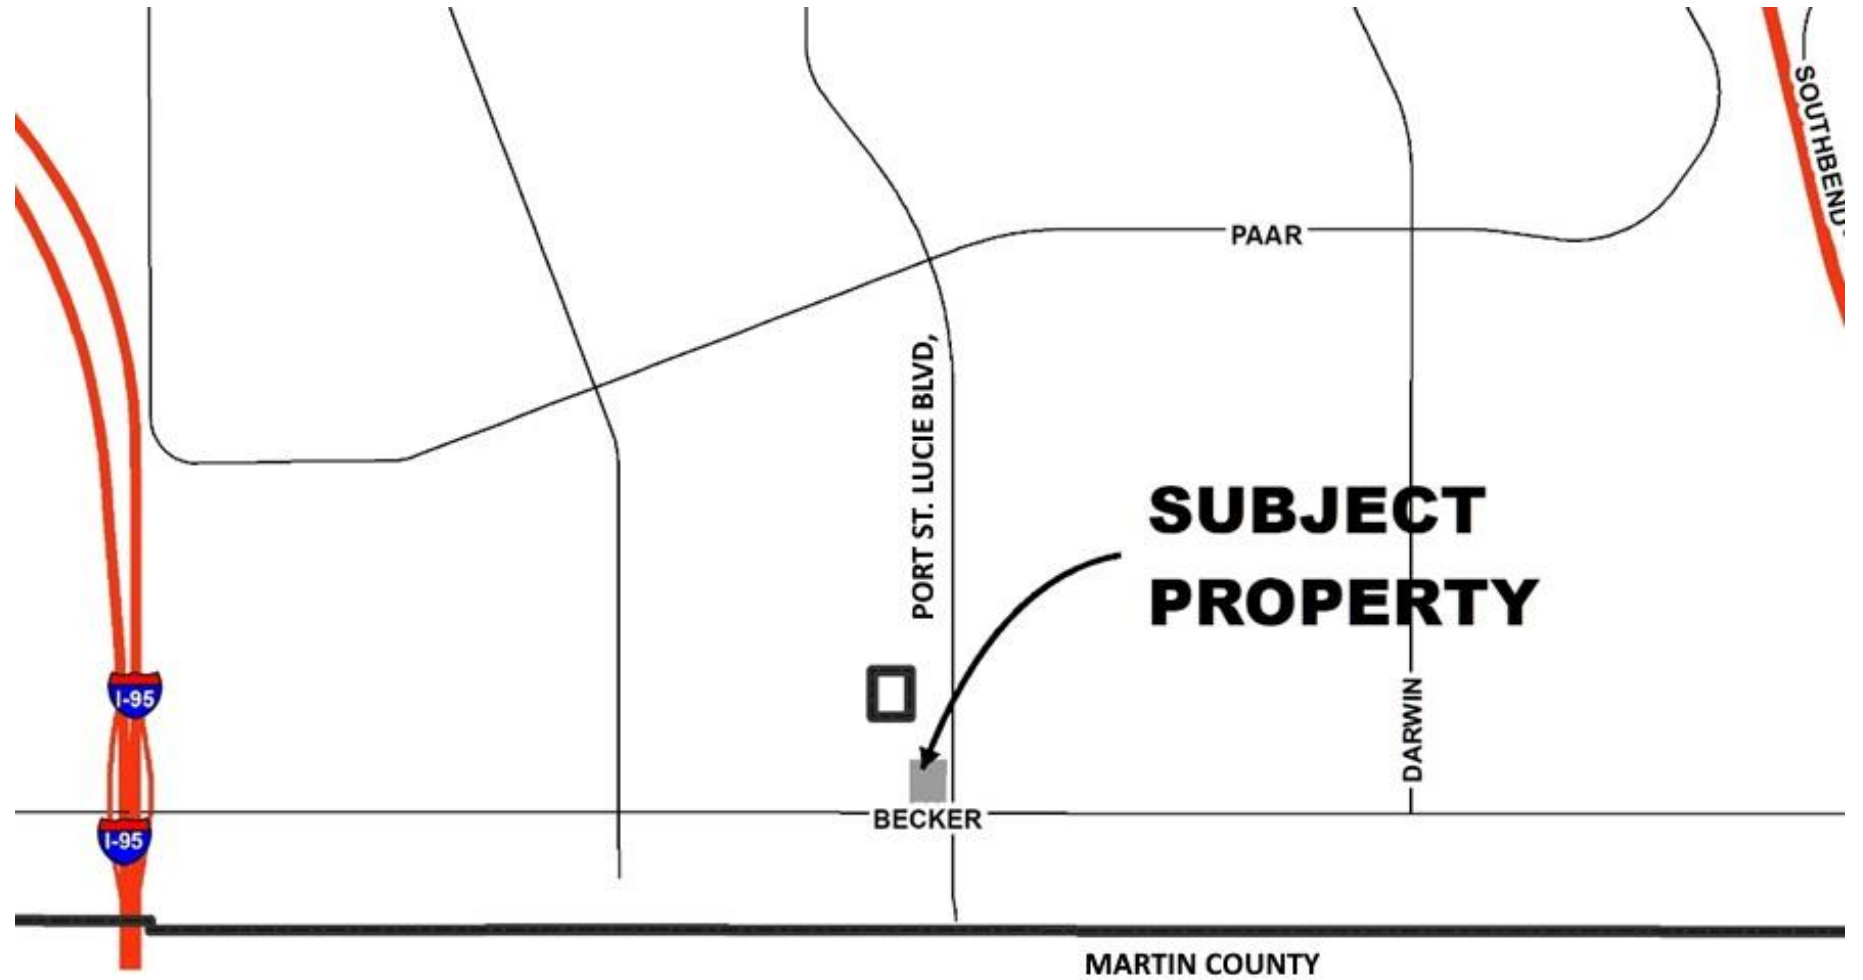 SOUTHBEND
PAAR
PORT ST. LUCIE BLVD,
SUBJECT
PROPERTY
I-95
DARWIN
BECKER
I-95
MARTIN COUNTY